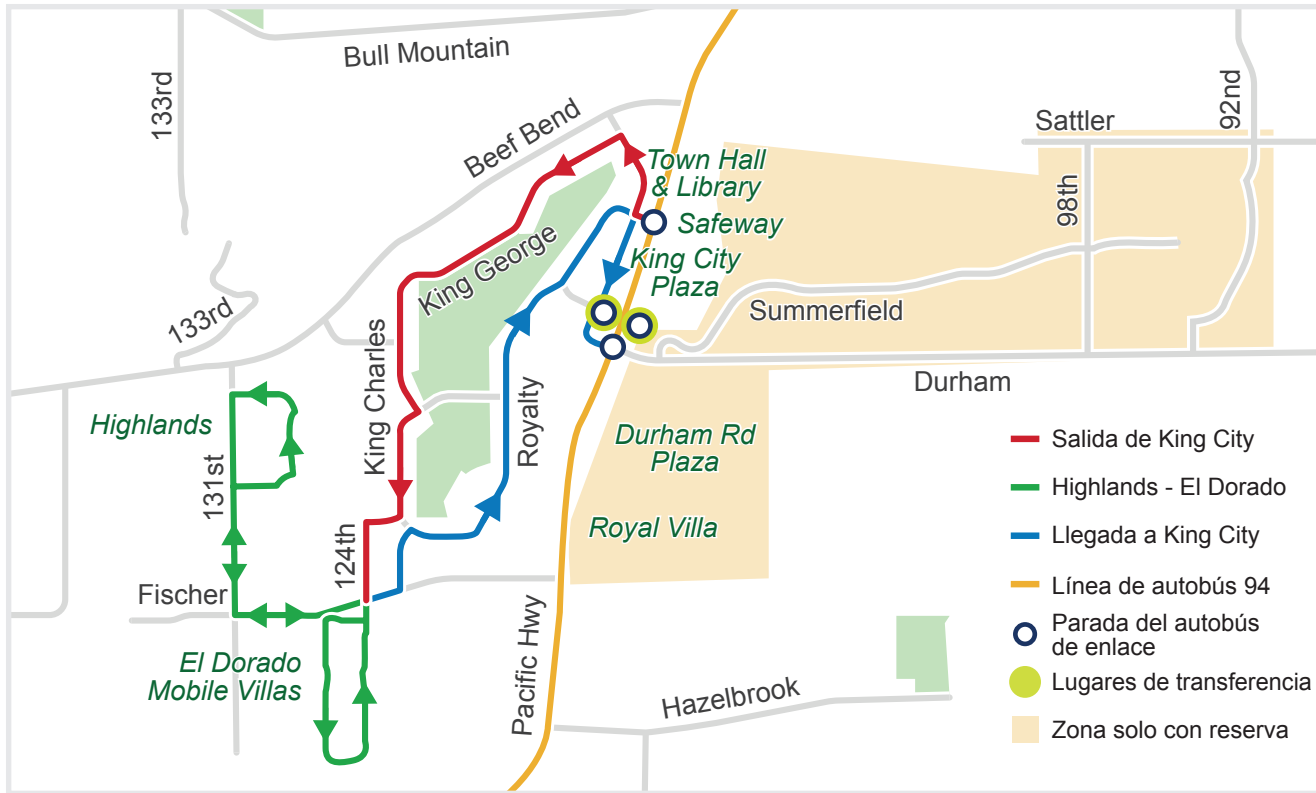 Bull Mountain
133rd
Beef Bend
Sattler
92nd
98th
Town Hall
& Library
Safeway
King City
Plaza
King George
Summerfield
133rd
Durham
King Charles
Royalty
Highlands
131st
Durham Rd
Plaza
Royal Villa
124th
Fischer
El Dorado
Mobile Villas
Pacific Hwy
Hazelbrook
Salida de King City
Highlands - El Dorado
Llegada a King City
Línea de autobús 94
Parada del autobús
de enlace
Lugares de transferencia
Zona solo con reserva